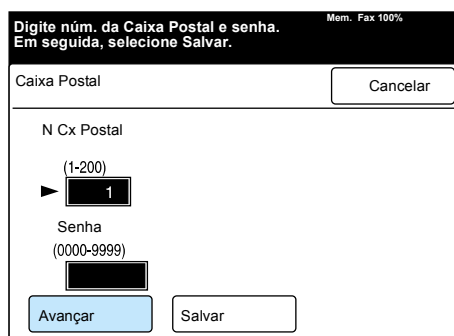 Digite núm. da Caixa Postal e senha.
Em seguida, selecione Salvar.
Mem. Fax 100%
Caixa Postal
Cancelar
N Cx Postal
(1-200)
1
Senha
(0000-9999)
Avançar
Salvar